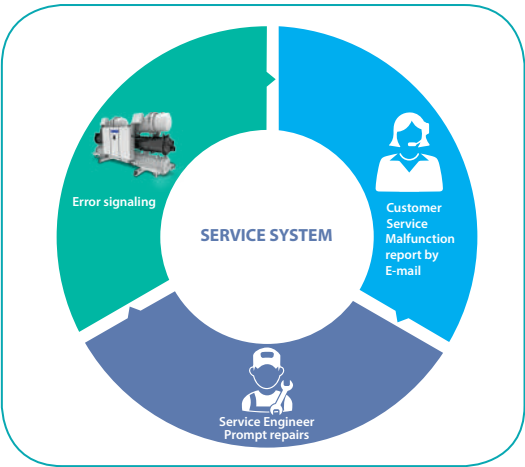 Error signaling
SERVICE SYSTEM
Customer
Service
Malfunction
report by
E-mail
Service Engineer
Prompt repairs